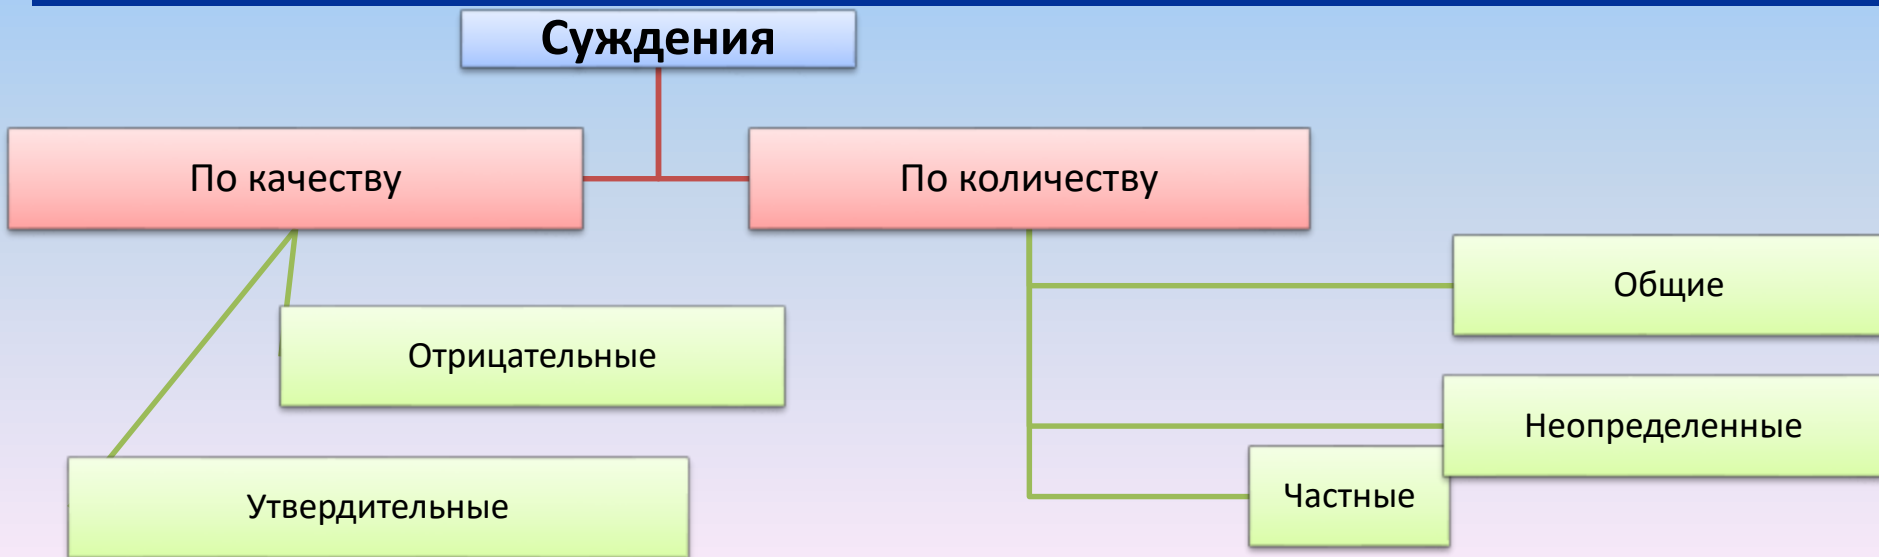 Суждения
По качеству
По количеству
Общие
Отрицательные
Неопределенные
Частные
Утвердительные